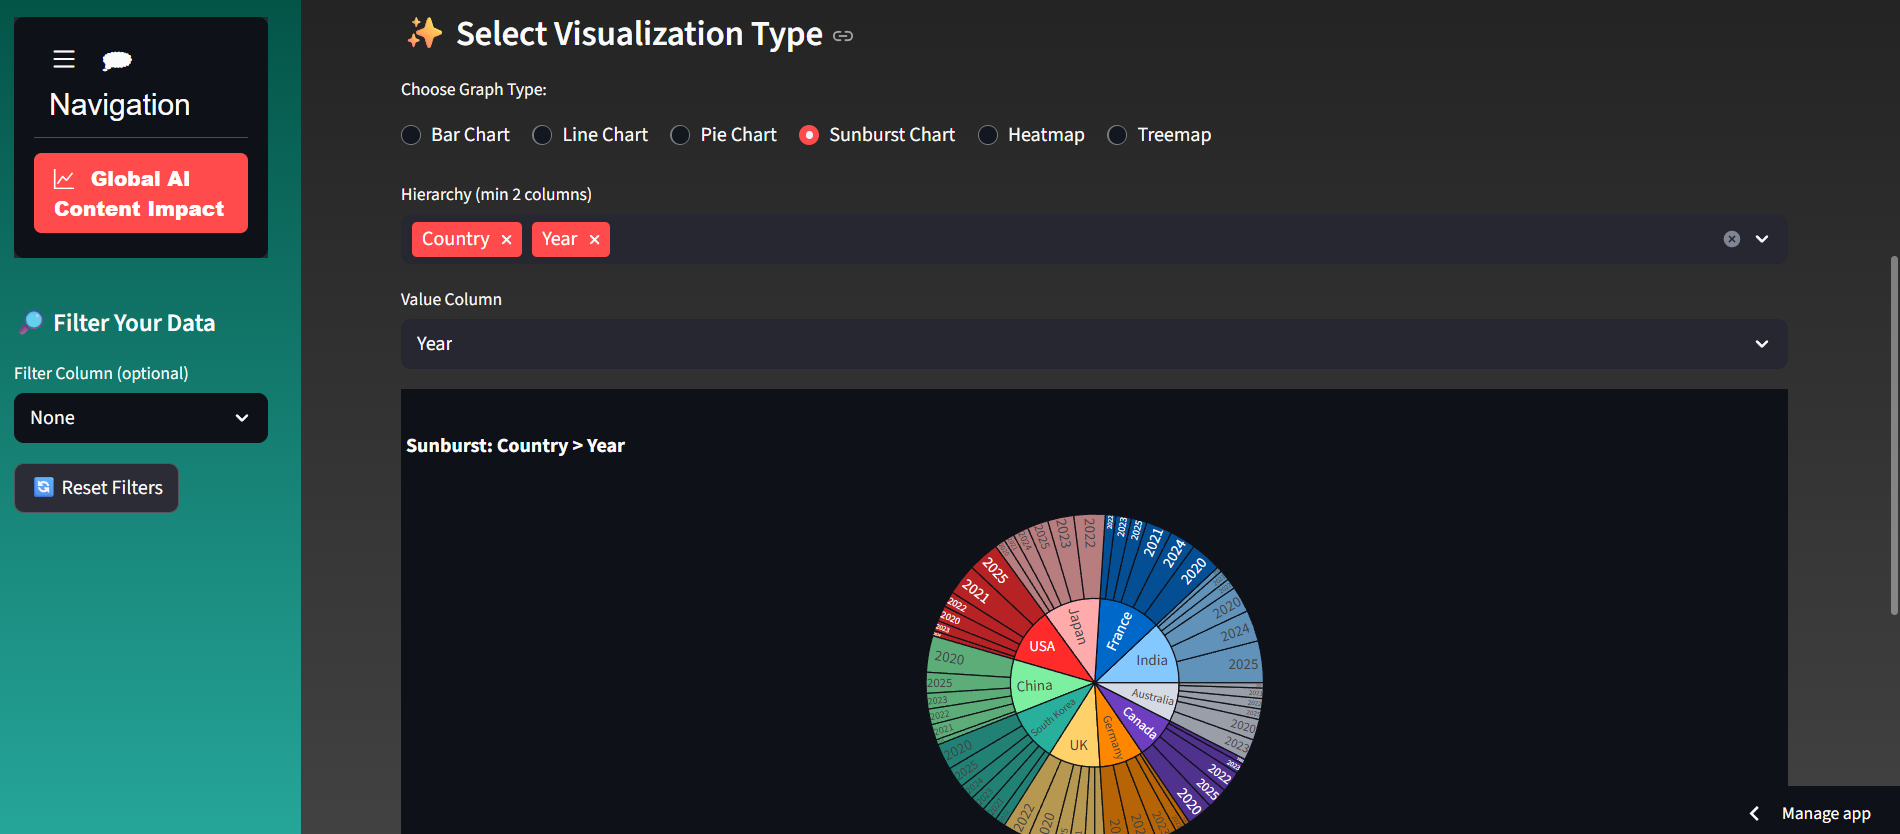 Navigation
Global AI
Content Impact
Filter Your Data
Filter Column (optional)
None
Reset Filters
Select Visualization Type
Choose Graph Type:
Bar Chart
Line Chart
Pie Chart
Sunburst Chart
Heatmap
Treemap
Hierarchy (min 2 columns)
Country
Year
Value Column
Year
Sunburst: Country > Year
France
2022
2023
2025
2021
2024
2020
India
2020
2024
2025
Australia
2020
2023
Canada
2023
2022
2025
2020
Germany
2023
UK
2022
South Korea
2020
2025
China
2020
2025
2023
2022
2021
USA
2025
2021
2022
2020
2023
Japan
2024
2025
2023
2022
Manage app